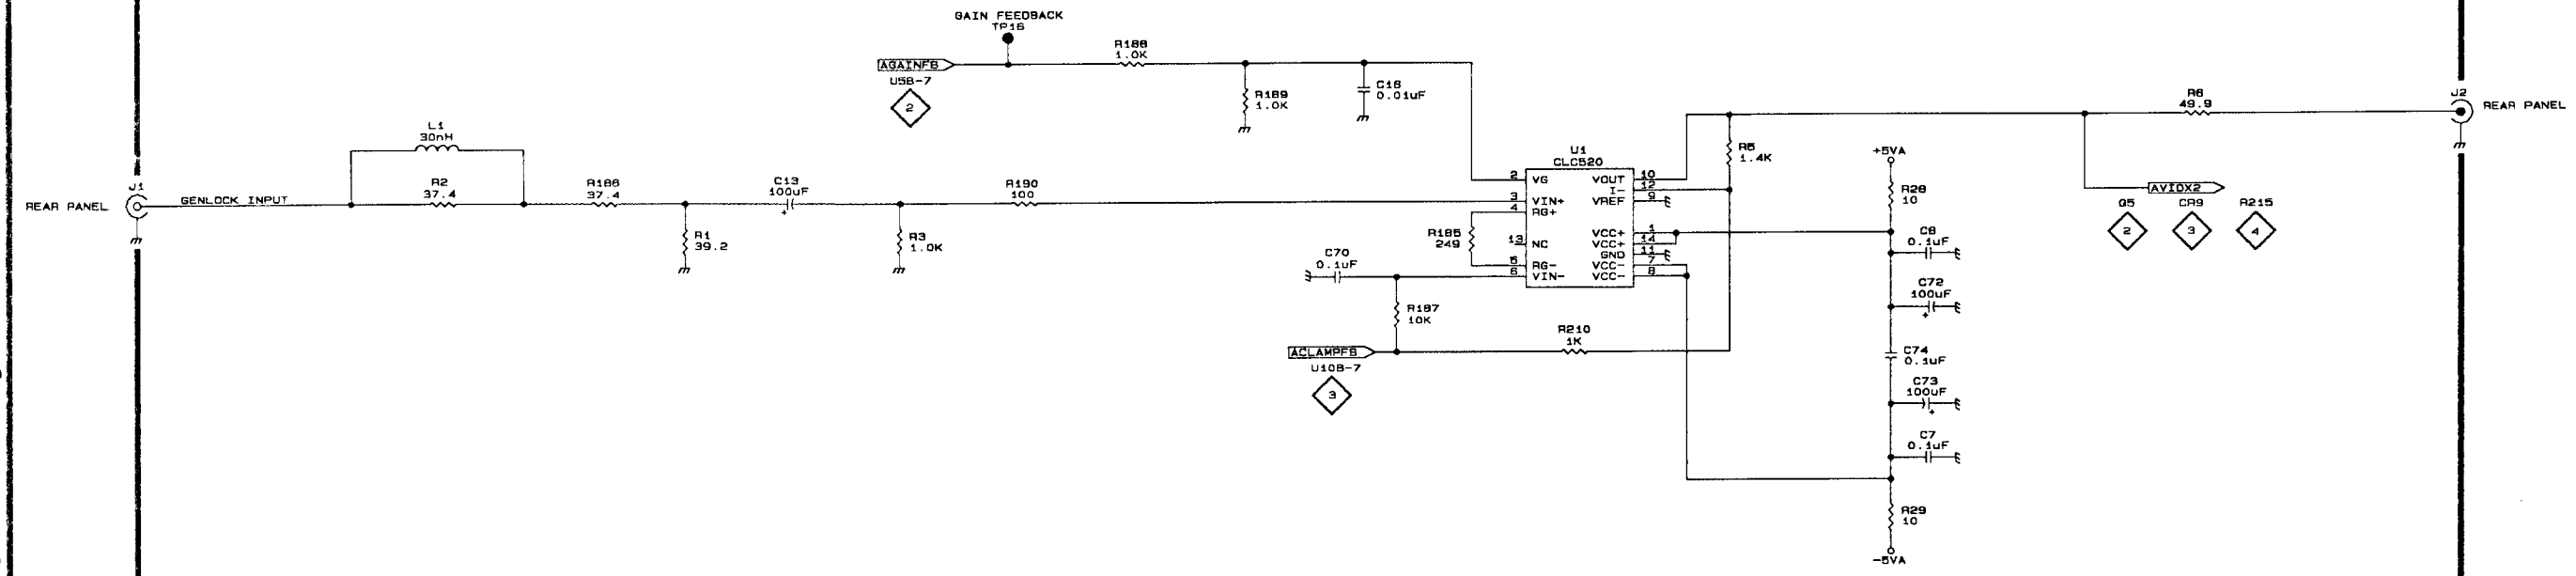 GAIN FEEDBACK
TP16
AGAINFB
U5B-7
2
R188
1.0K
R189
1.0K
C18
0.01uF
L1
30nH
R2
37.4
J1
REAR PANEL
GENLOCK INPUT
R186
37.4
R1
39.2
C13
100uF
+
R3
1.0K
R190
100
U1
CLC520
2 VG
3 VIN+
4 RG+
13 NC
5 RG-
6 VIN-
VOUT 10
I- 12
VREF 9
VCC+ 1
VCC+ 14
GND 11
VCC- 7
VCC- 8
R185
249
C70
0.1uF
R187
10K
ACLAMPFB
U10B-7
3
R210
1K
R5
1.4K
+5VA
R28
10
C8
0.1uF
C72
100uF
+
C74
0.1uF
C73
100uF
+
C7
0.1uF
R29
10
-5VA
R6
49.9
J2
REAR PANEL
AVIDX2
Q5 CR9 R215
2 3 4